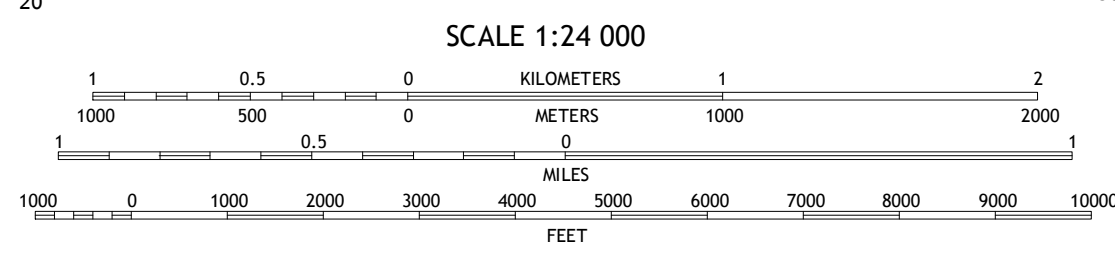 20
SCALE 1:24 000
1 0.5 0 KILOMETERS 1 2
1000 500 0 METERS 1000 2000
1 0.5 0 1
MILES
1000 0 1000 2000 3000 4000 5000 6000 7000 8000 9000 10000
FEET